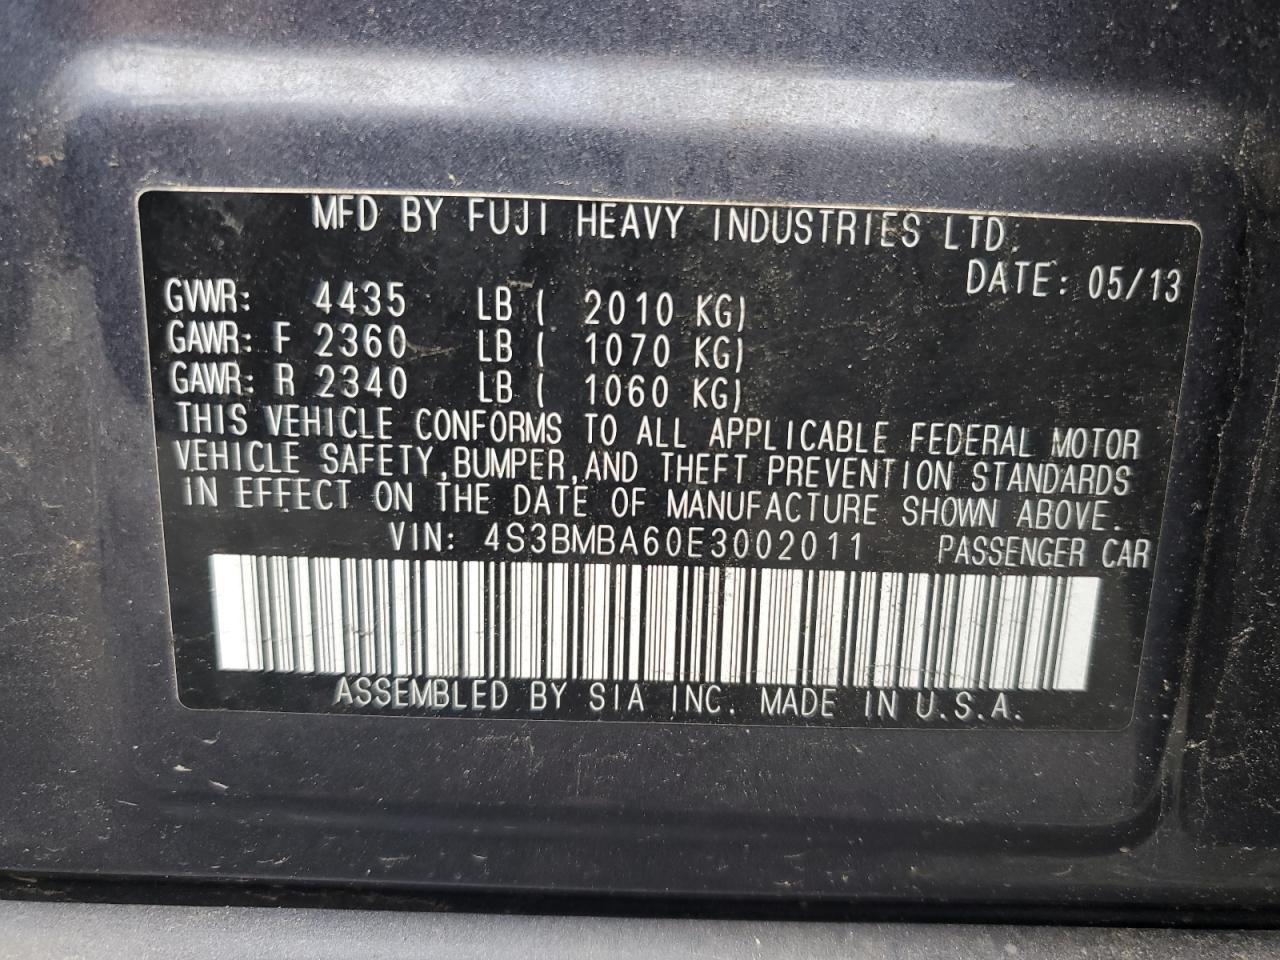 MFD BY FUJI HEAVY INDUSTRIES LTD.
DATE: 05/13
GVWR: 4435 LB ( 2010 KG)
GAWR: F 2360 LB ( 1070 KG)
GAWR: R 2340 LB ( 1060 KG)
THIS VEHICLE CONFORMS TO ALL APPLICABLE FEDERAL MOTOR
VEHICLE SAFETY,BUMPER,AND THEFT PREVENTION STANDARDS
IN EFFECT ON THE DATE OF MANUFACTURE SHOWN ABOVE.
VIN: 4S3BMBA60E3002011 PASSENGER CAR
ASSEMBLED BY SIA INC. MADE IN U.S.A.